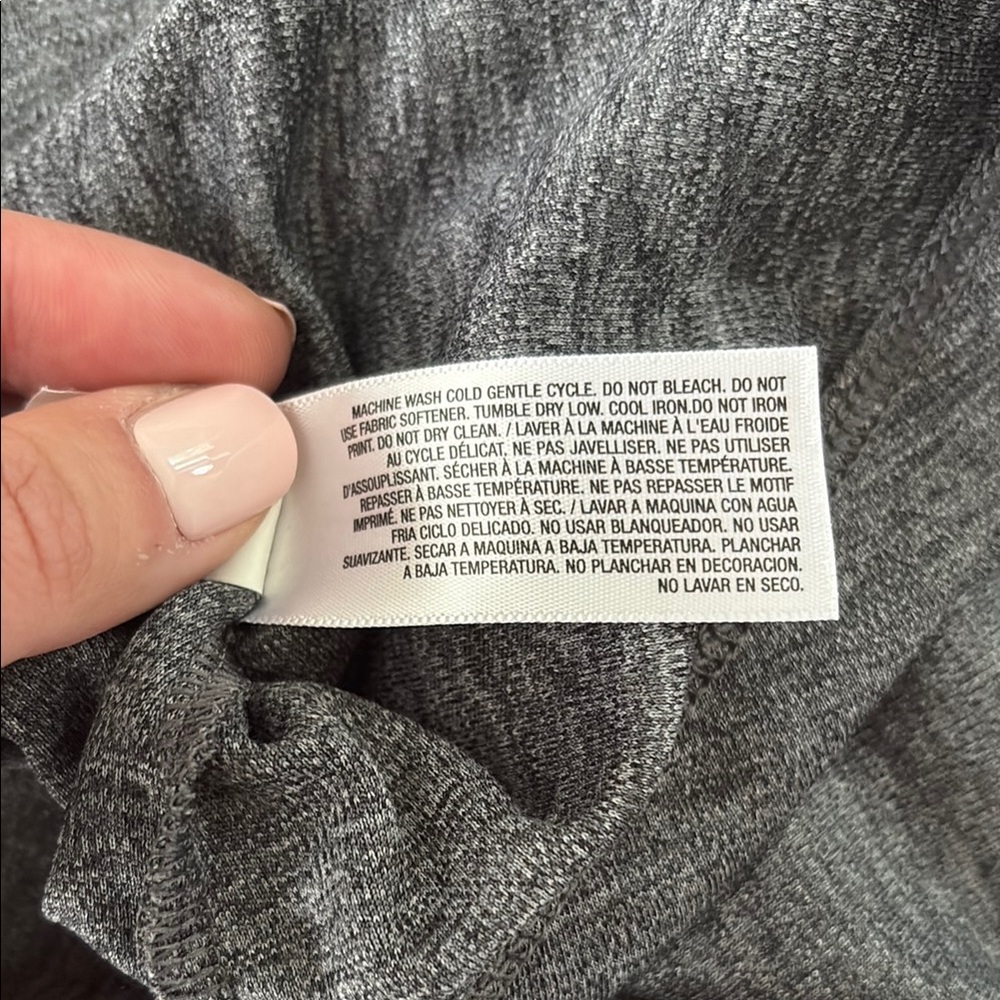 MACHINE WASH COLD GENTLE CYCLE. DO NOT BLEACH. DO NOT
USE FABRIC SOFTENER. TUMBLE DRY LOW. COOL IRON.DO NOT IRON
PRINT. DO NOT DRY CLEAN. / LAVER À LA MACHINE À L'EAU FROIDE
AU CYCLE DÉLICAT. NE PAS JAVELLISER. NE PAS UTILISER
D'ASSOUPLISSANT. SÉCHER À LA MACHINE À BASSE TEMPÉRATURE.
REPASSER À BASSE TEMPÉRATURE. NE PAS REPASSER LE MOTIF
IMPRIMÉ. NE PAS NETTOYER À SEC. / LAVAR A MAQUINA CON AGUA
FRIA CICLO DELICADO. NO USAR BLANQUEADOR. NO USAR
SUAVIZANTE. SECAR A MAQUINA A BAJA TEMPERATURA. PLANCHAR
A BAJA TEMPERATURA. NO PLANCHAR EN DECORACION.
NO LAVAR EN SECO.